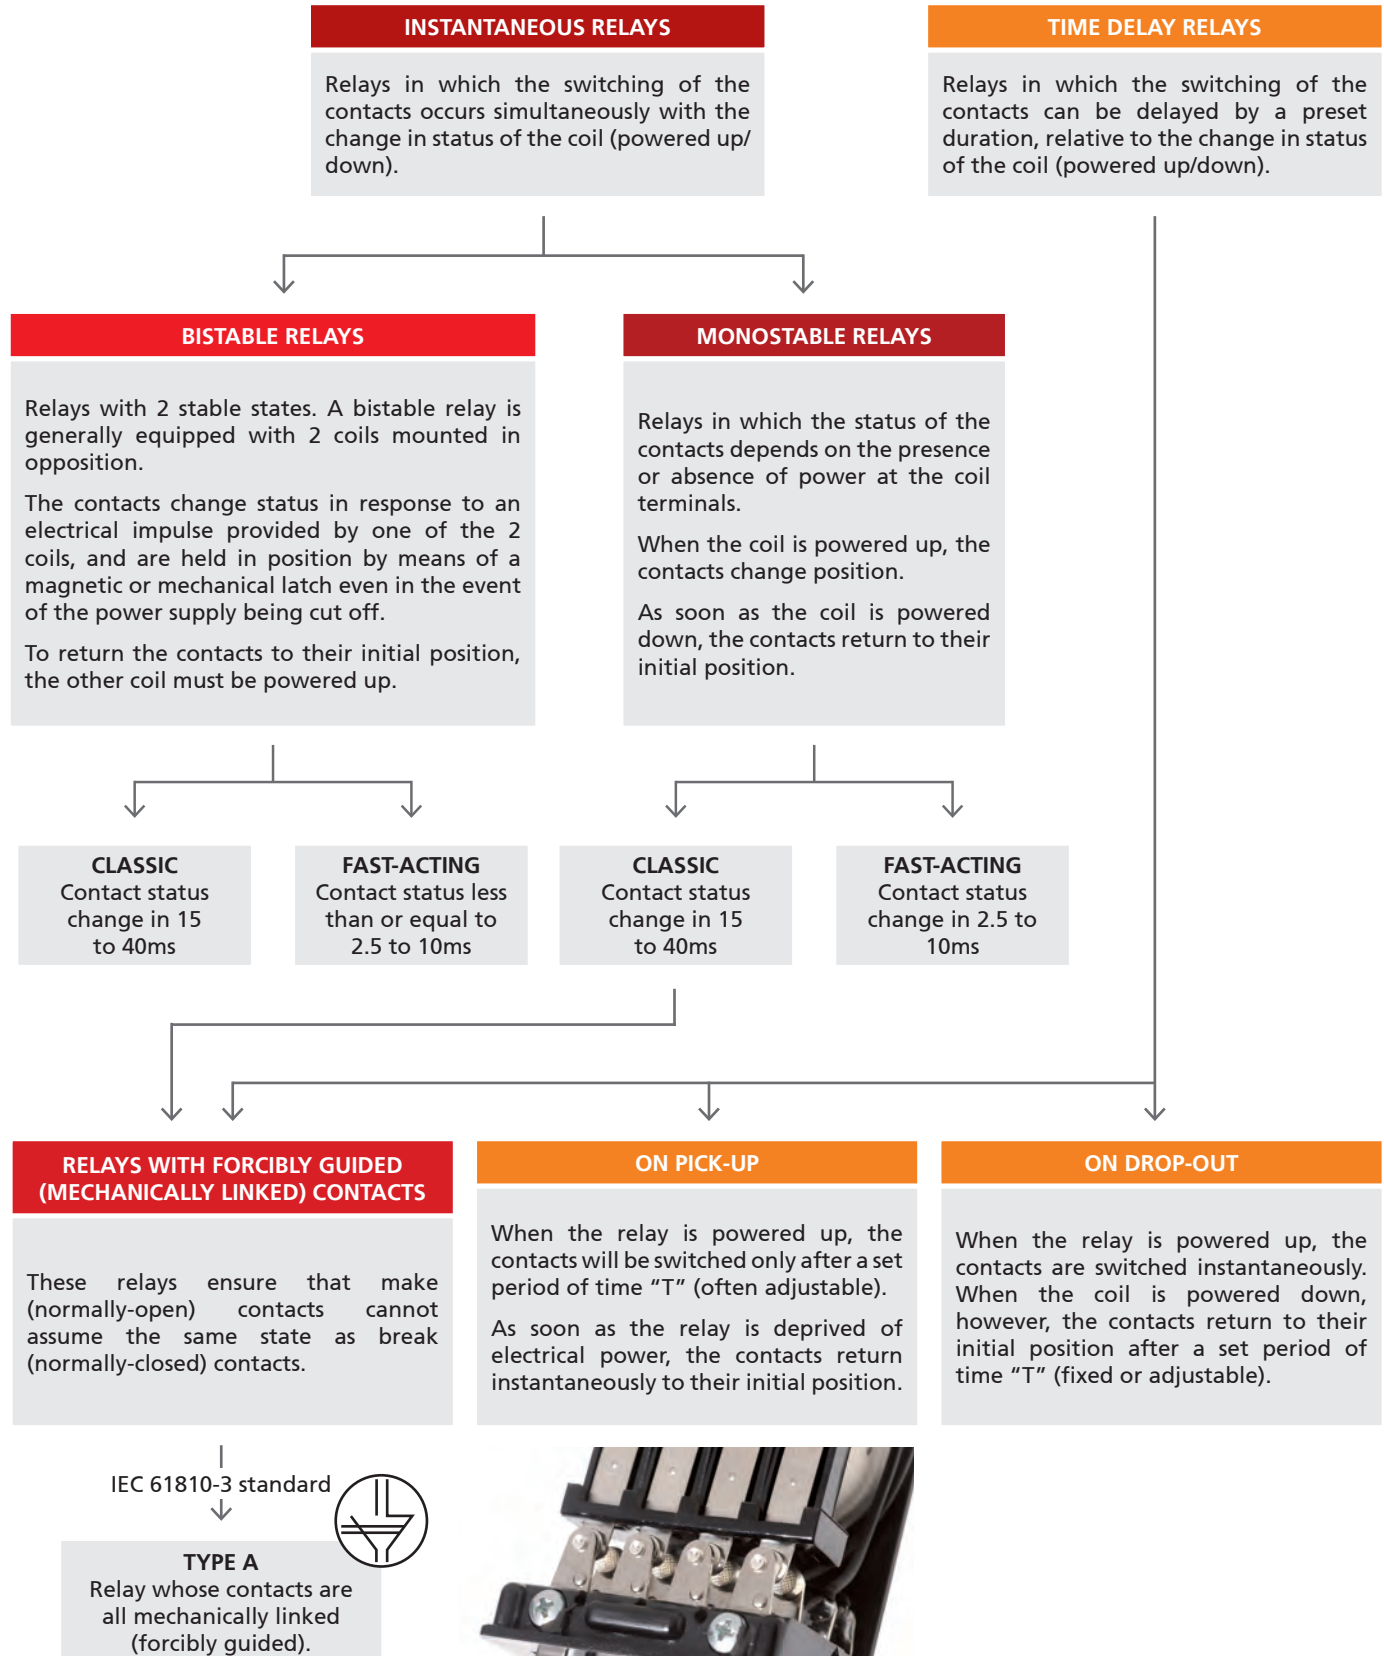 INSTANTANEOUS RELAYS
Relays in which the switching of the
contacts occurs simultaneously with the
change in status of the coil (powered up/
down).
TIME DELAY RELAYS
Relays in which the switching of the
contacts can be delayed by a preset
duration, relative to the change in status
of the coil (powered up/down).
BISTABLE RELAYS
Relays with 2 stable states. A bistable relay is
generally equipped with 2 coils mounted in
opposition.
The contacts change status in response to an
electrical impulse provided by one of the 2
coils, and are held in position by means of a
magnetic or mechanical latch even in the event
of the power supply being cut off.
To return the contacts to their initial position,
the other coil must be powered up.
MONOSTABLE RELAYS
Relays in which the status of the
contacts depends on the presence
or absence of power at the coil
terminals.
When the coil is powered up, the
contacts change position.
As soon as the coil is powered
down, the contacts return to their
initial position.
CLASSIC
Contact status
change in 15
to 40ms
FAST-ACTING
Contact status less
than or equal to
2.5 to 10ms
CLASSIC
Contact status
change in 15
to 40ms
FAST-ACTING
Contact status
change in 2.5 to
10ms
RELAYS WITH FORCIBLY GUIDED
(MECHANICALLY LINKED) CONTACTS
These relays ensure that make
(normally-open) contacts cannot
assume the same state as break
(normally-closed) contacts.
ON PICK-UP
When the relay is powered up, the
contacts will be switched only after a set
period of time “T” (often adjustable).
As soon as the relay is deprived of
electrical power, the contacts return
instantaneously to their initial position.
ON DROP-OUT
When the relay is powered up, the
contacts are switched instantaneously.
When the coil is powered down,
however, the contacts return to their
initial position after a set period of
time “T” (fixed or adjustable).
IEC 61810-3 standard
TYPE A
Relay whose contacts are
all mechanically linked
(forcibly guided).